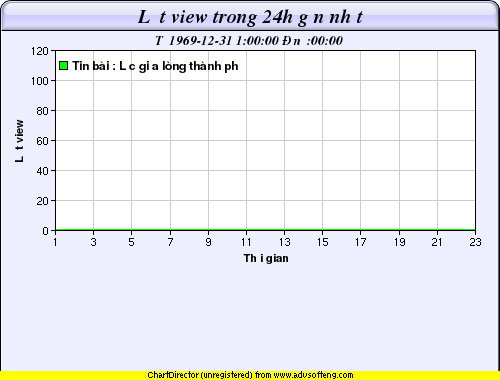 L t view trong 24h g n nh t
T 1969-12-31 1:00:00 Đ n :00:00
120
Tin bài : L c gi a lòng thành ph
100
80
L t view
60
40
20
0
1 3 5 7 9 11 13 15 17 19 21 23
Th i gian
ChartDirector (unregistered) from www.advsofteng.com